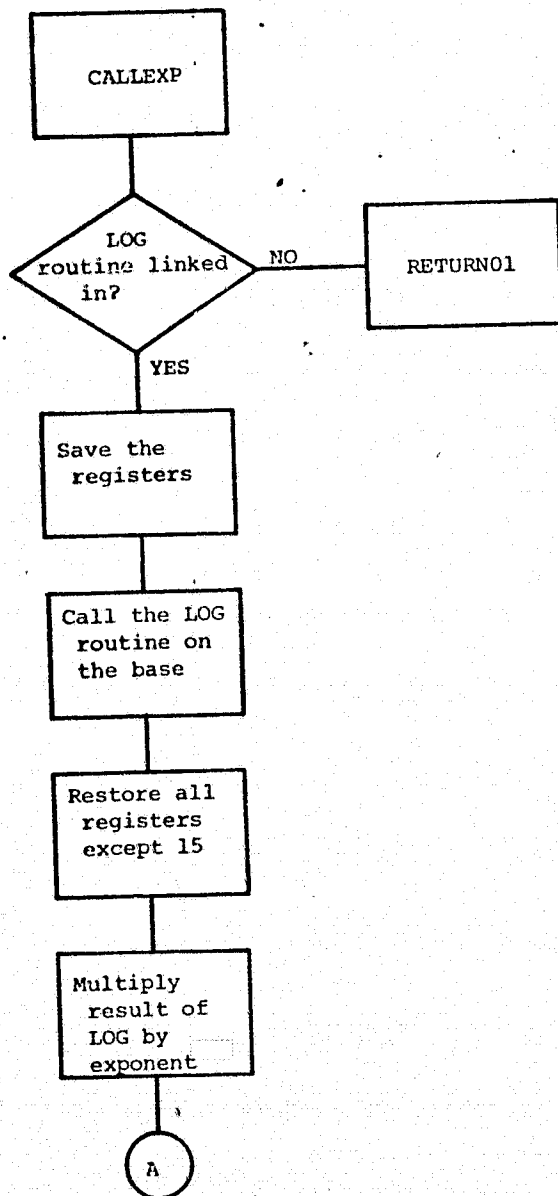 CALLEXP
LOG
routine linked
in?
NO
RETURN01
YES
Save the
registers
Call the LOG
routine on
the base
Restore all
registers
except 15
Multiply
result of
LOG by
exponent
A